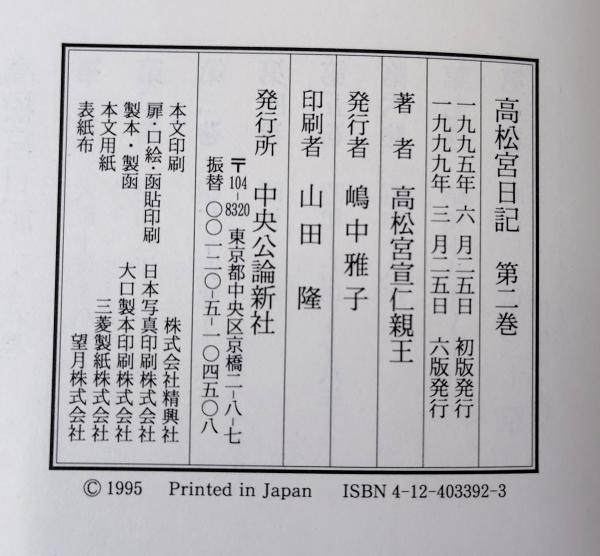 高松宮日記　第二巻
一九九五年　六月二五日　初版発行
一九九九年　三月二五日　六版発行
著　者　高松宮宣仁親王
発行者　嶋中雅子
印刷者　山田　隆
発行所　中央公論新社
〒104-8320　東京都中央区京橋二-八-七
振替　〇〇一二〇-五-一〇四五〇八
本文印刷　株式会社精興社
扉・口絵・函貼印刷　日本写真印刷株式会社
製本・製函　大口製本印刷株式会社
本文用紙　三菱製紙株式会社
表紙布　望月株式会社
© 1995　Printed in Japan　ISBN 4-12-403392-3